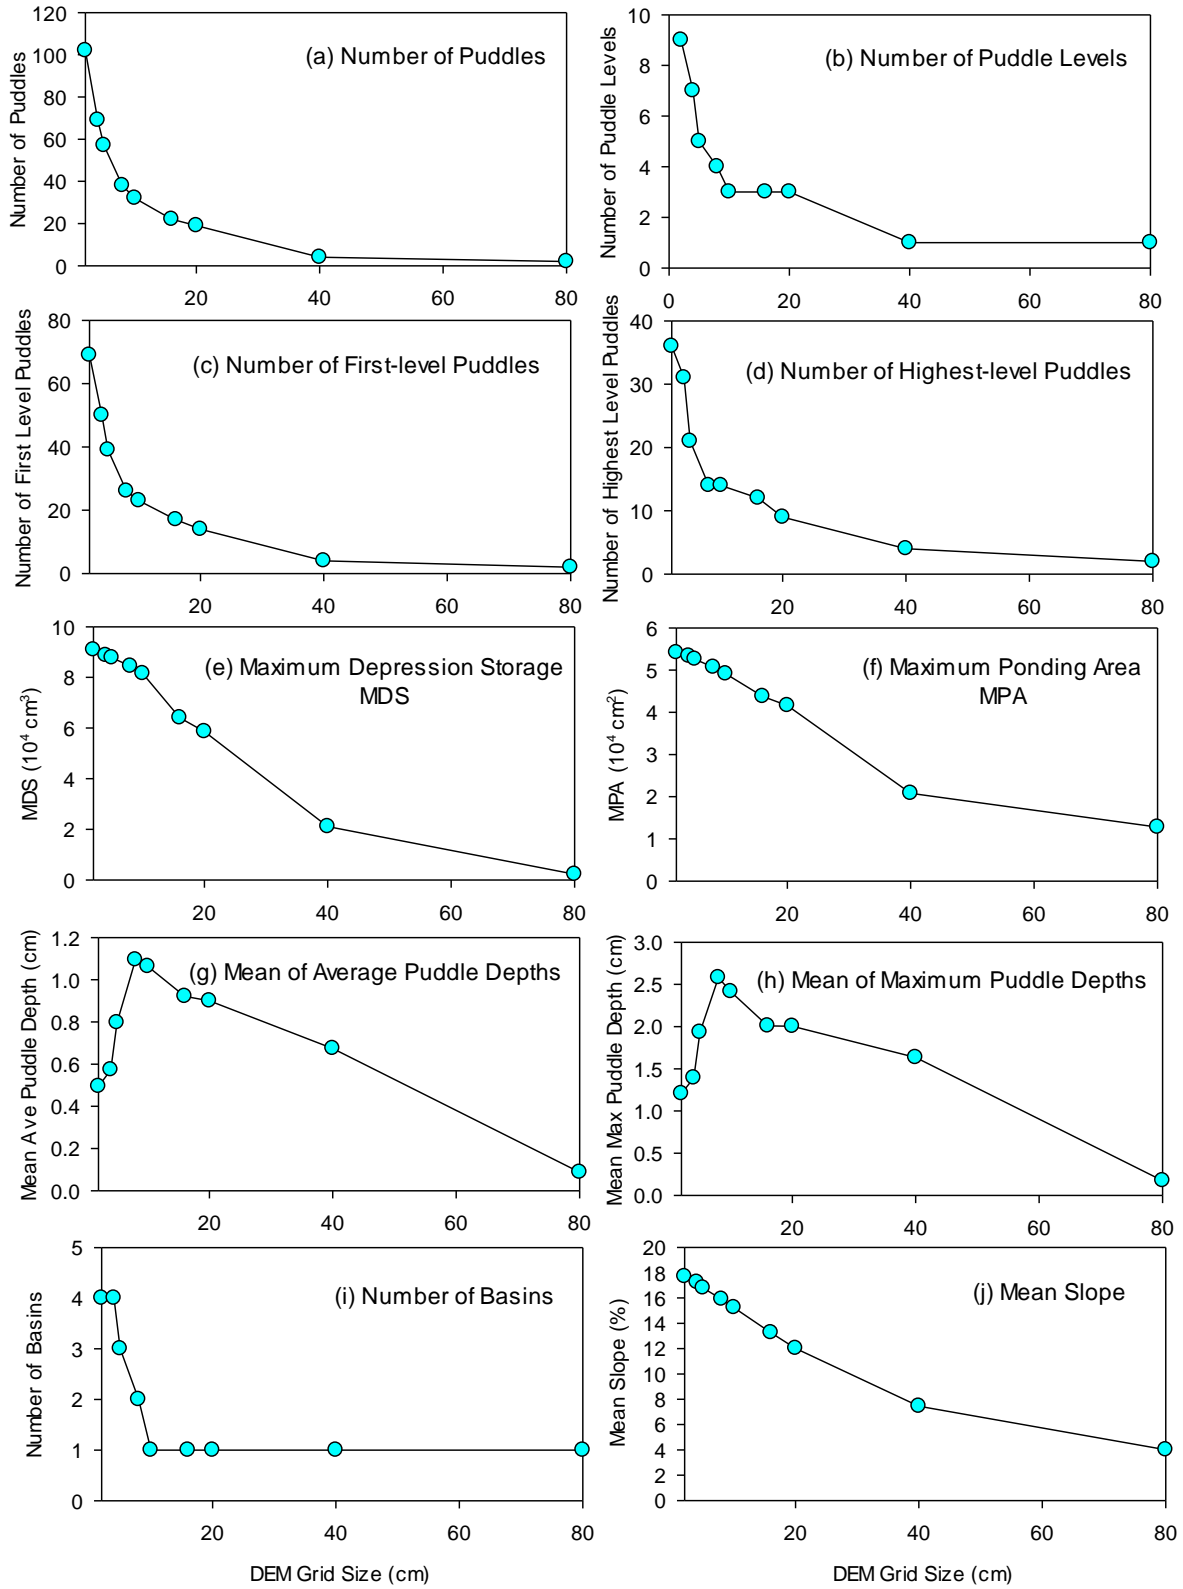 120
100
80
60
40
20
0
Number of Puddles
(a) Number of Puddles
20 40 60 80
10
8
6
4
2
0
Number of Puddle Levels
(b) Number of Puddle Levels
0 20 40 60 80
80
60
40
20
0
Number of First Level Puddles
(c) Number of First-level Puddles
20 40 60 80
40
30
20
10
0
Number of Highest Level Puddles
(d) Number of Highest-level Puddles
20 40 60 80
10
8
6
4
2
0
MDS (10⁴ cm³)
(e) Maximum Depression Storage
MDS
20 40 60 80
6
5
4
3
2
1
0
MPA (10⁴ cm²)
(f) Maximum Ponding Area
MPA
20 40 60 80
1.2
1.0
0.8
0.6
0.4
0.2
0.0
Mean Ave Puddle Depth (cm)
(g) Mean of Average Puddle Depths
20 40 60 80
3.0
2.5
2.0
1.5
1.0
0.5
0.0
Mean Max Puddle Depth (cm)
(h) Mean of Maximum Puddle Depths
20 40 60 80
5
4
3
2
1
0
Number of Basins
(i) Number of Basins
20 40 60 80
DEM Grid Size (cm)
20
18
16
14
12
10
8
6
4
2
0
Mean Slope (%)
(j) Mean Slope
20 40 60 80
DEM Grid Size (cm)